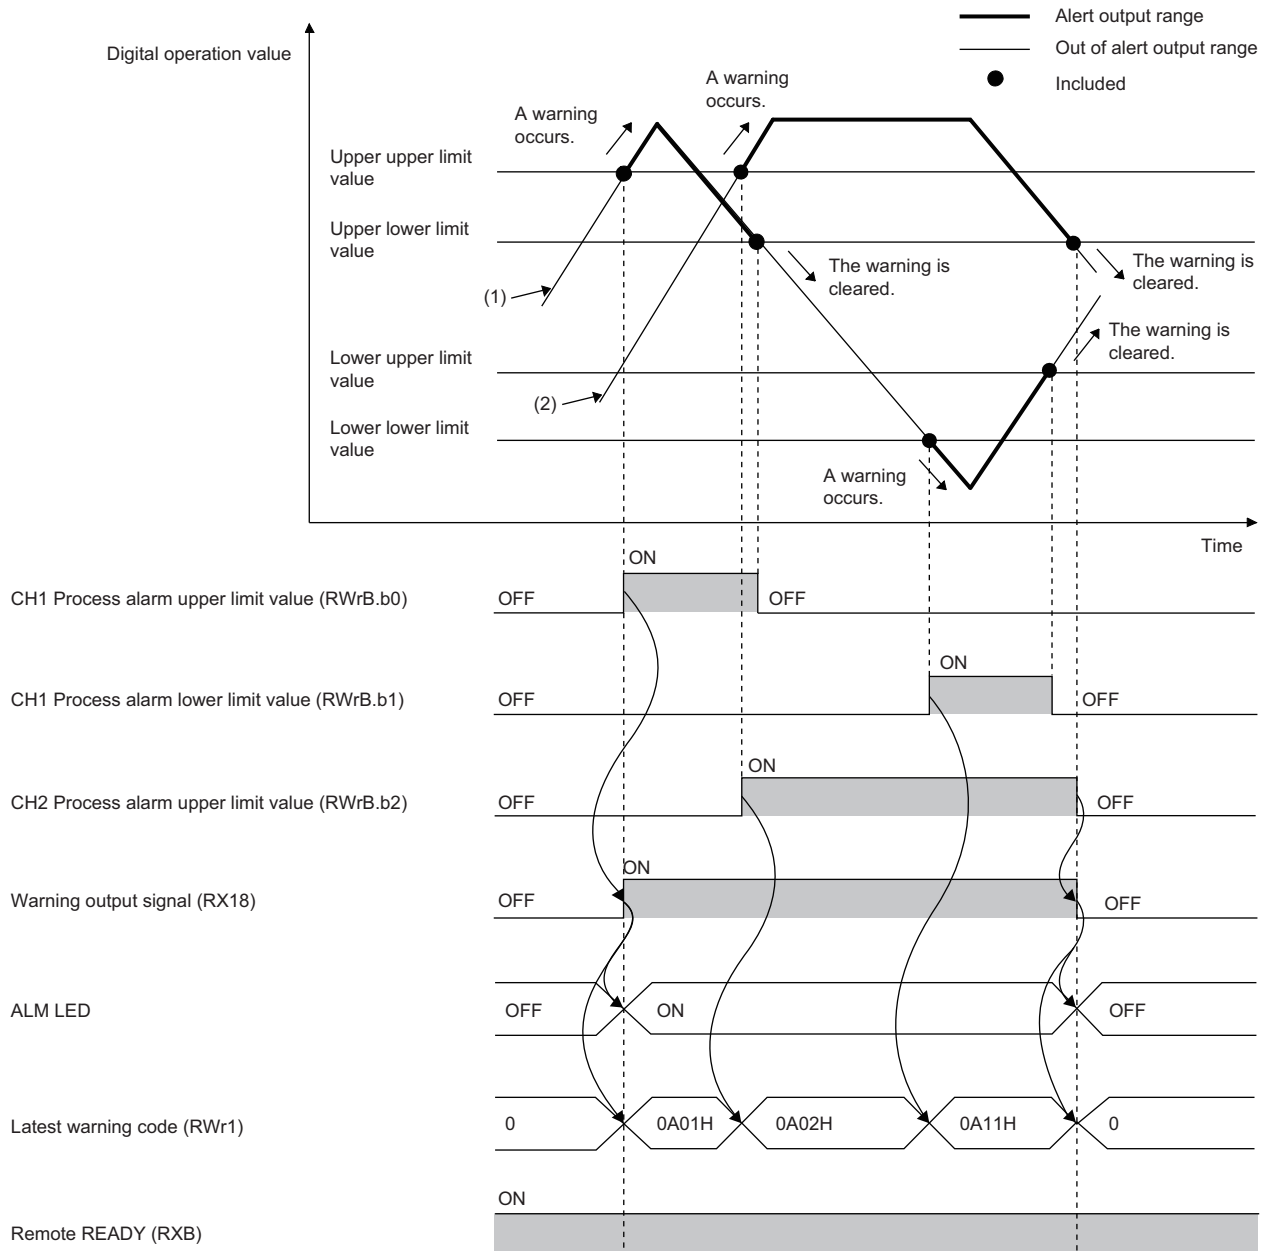 Alert output range
Digital operation value
Out of alert output range
A warning
occurs.
Included
A warning
occurs.
Upper upper limit
value
Upper lower limit
value
The warning is
cleared.
The warning is
cleared.
(1)
The warning is
cleared.
Lower upper limit
value
(2)
Lower lower limit
value
A warning
occurs.
Time
ON
CH1 Process alarm upper limit value (RWrB.b0)
OFF
OFF
ON
CH1 Process alarm lower limit value (RWrB.b1)
OFF
OFF
ON
CH2 Process alarm upper limit value (RWrB.b2)
OFF
OFF
ON
Warning output signal (RX18)
OFF
OFF
ALM LED
OFF
ON
OFF
Latest warning code (RWr1)
0
0A01H
0A02H
0A11H
0
ON
Remote READY (RXB)